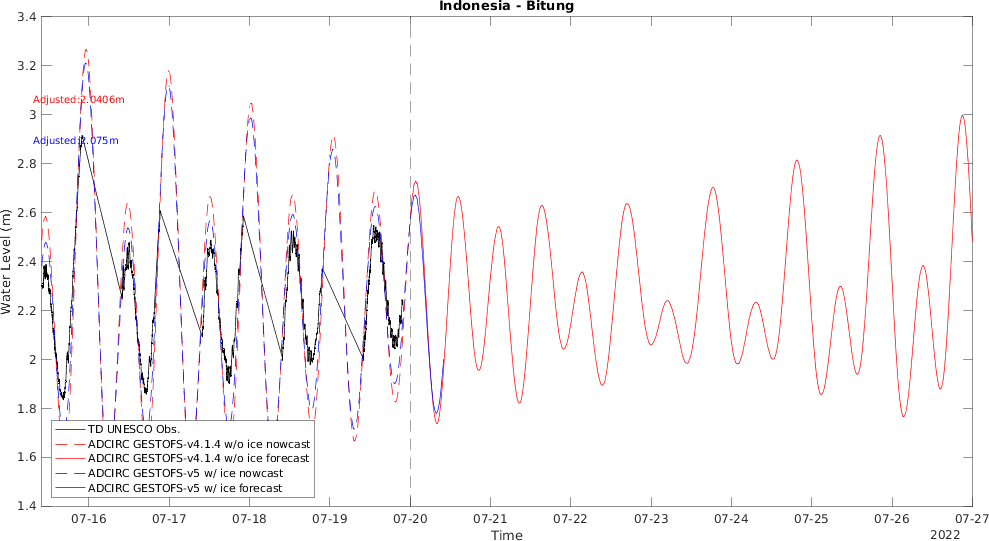 Indonesia - Bitung
3.4
3.2
3
2.8
2.6
2.4
2.2
2
1.8
1.6
1.4
Water Level (m)
Adjusted:2.0406m
Adjusted:2.075m
TD UNESCO Obs.
ADCIRC GESTOFS-v4.1.4 w/o ice nowcast
ADCIRC GESTOFS-v4.1.4 w/o ice forecast
ADCIRC GESTOFS-v5 w/ ice nowcast
ADCIRC GESTOFS-v5 w/ ice forecast
07-16 07-17 07-18 07-19 07-20 07-21 07-22 07-23 07-24 07-25 07-26 07-27
Time
2022